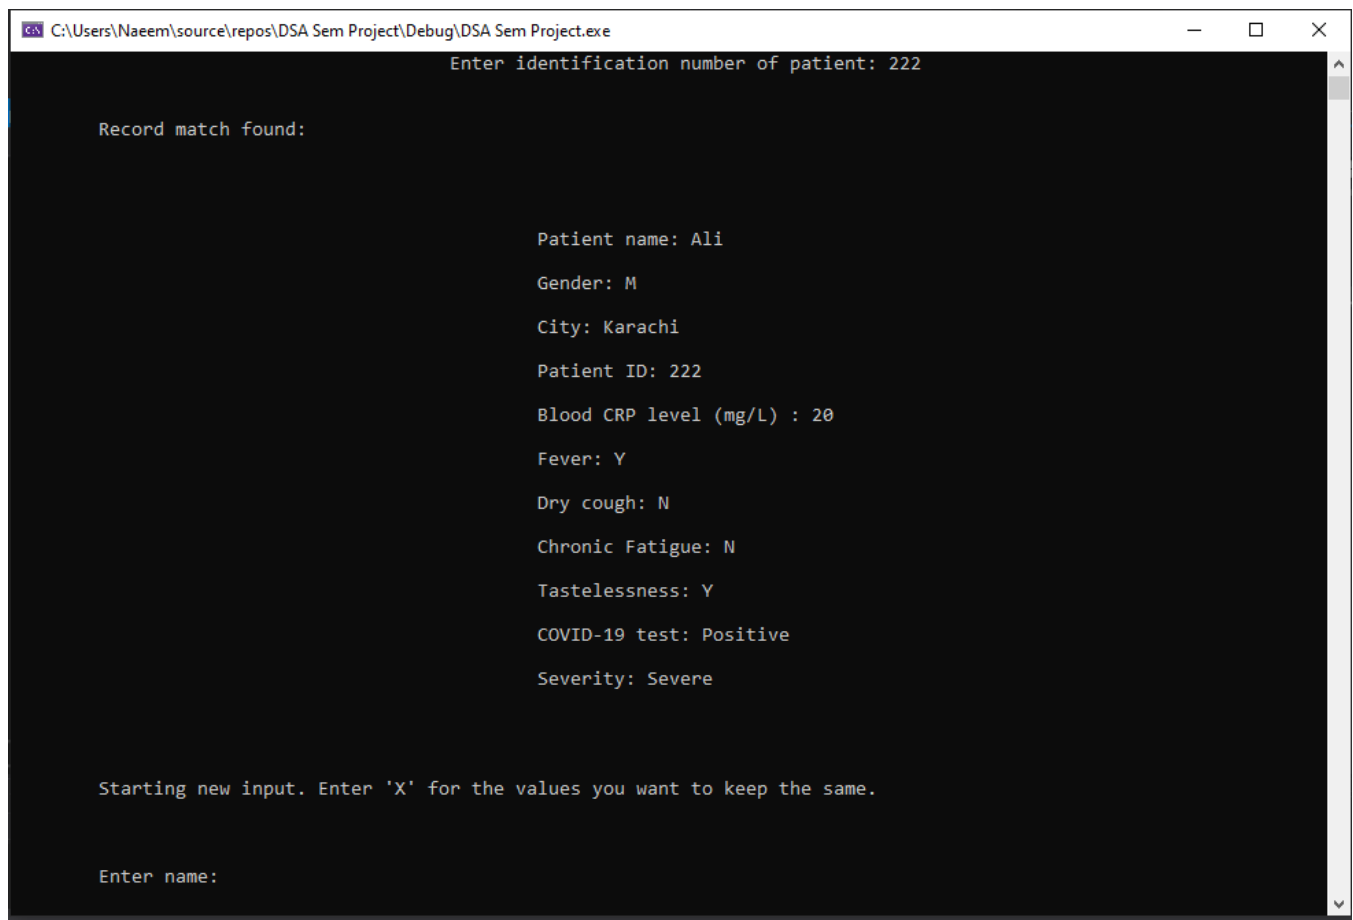 C:\Users\Naeem\source\repos\DSA Sem Project\Debug\DSA Sem Project.exe
Enter identification number of patient: 222
Record match found:
Patient name: Ali
Gender: M
City: Karachi
Patient ID: 222
Blood CRP level (mg/L) : 20
Fever: Y
Dry cough: N
Chronic Fatigue: N
Tastelessness: Y
COVID-19 test: Positive
Severity: Severe
Starting new input. Enter 'X' for the values you want to keep the same.
Enter name: